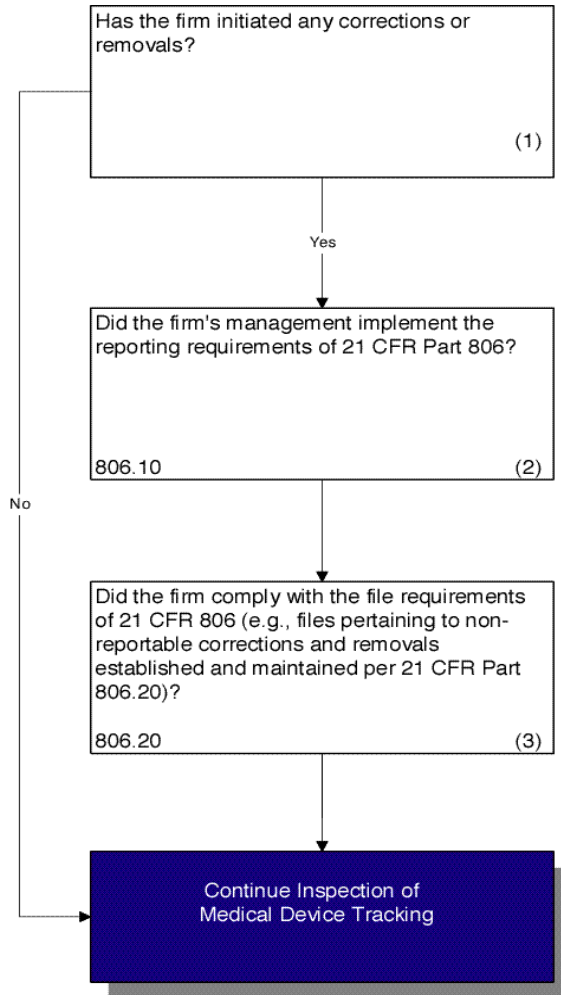 Has the firm initiated any corrections or
removals?
(1)
Yes
Did the firm's management implement the
reporting requirements of 21 CFR Part 806?
806.10 (2)
No
Did the firm comply with the file requirements
of 21 CFR 806 (e.g., files pertaining to non-
reportable corrections and removals
established and maintained per 21 CFR Part
806.20)?
806.20 (3)
Continue Inspection of
Medical Device Tracking